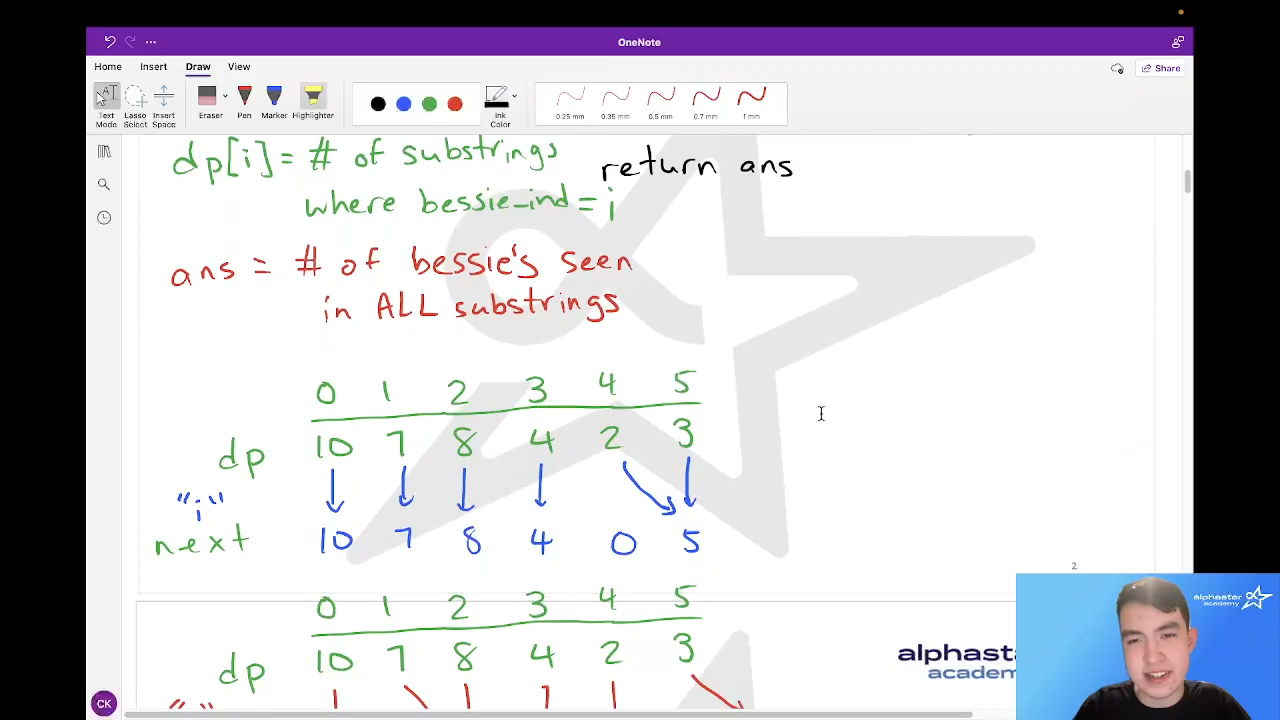 OneNote
Home Insert Draw View
Share
Text Mode
Lasso Select
Insert Space
Eraser
Pen
Marker
Highlighter
Ink Color
0.25 mm
0.35 mm
0.5 mm
0.7 mm
1 mm
dp[i] = # of substrings
where bessie_ind = i
return ans
ans = # of bessie's seen
in ALL substrings
0 1 2 3 4 5
dp 10 7 8 4 2 3
"i"
next 10 7 8 4 0 5
2
0 1 2 3 4 5
dp 10 7 8 4 2 3
alphast
academ
alphastar
academy
CK